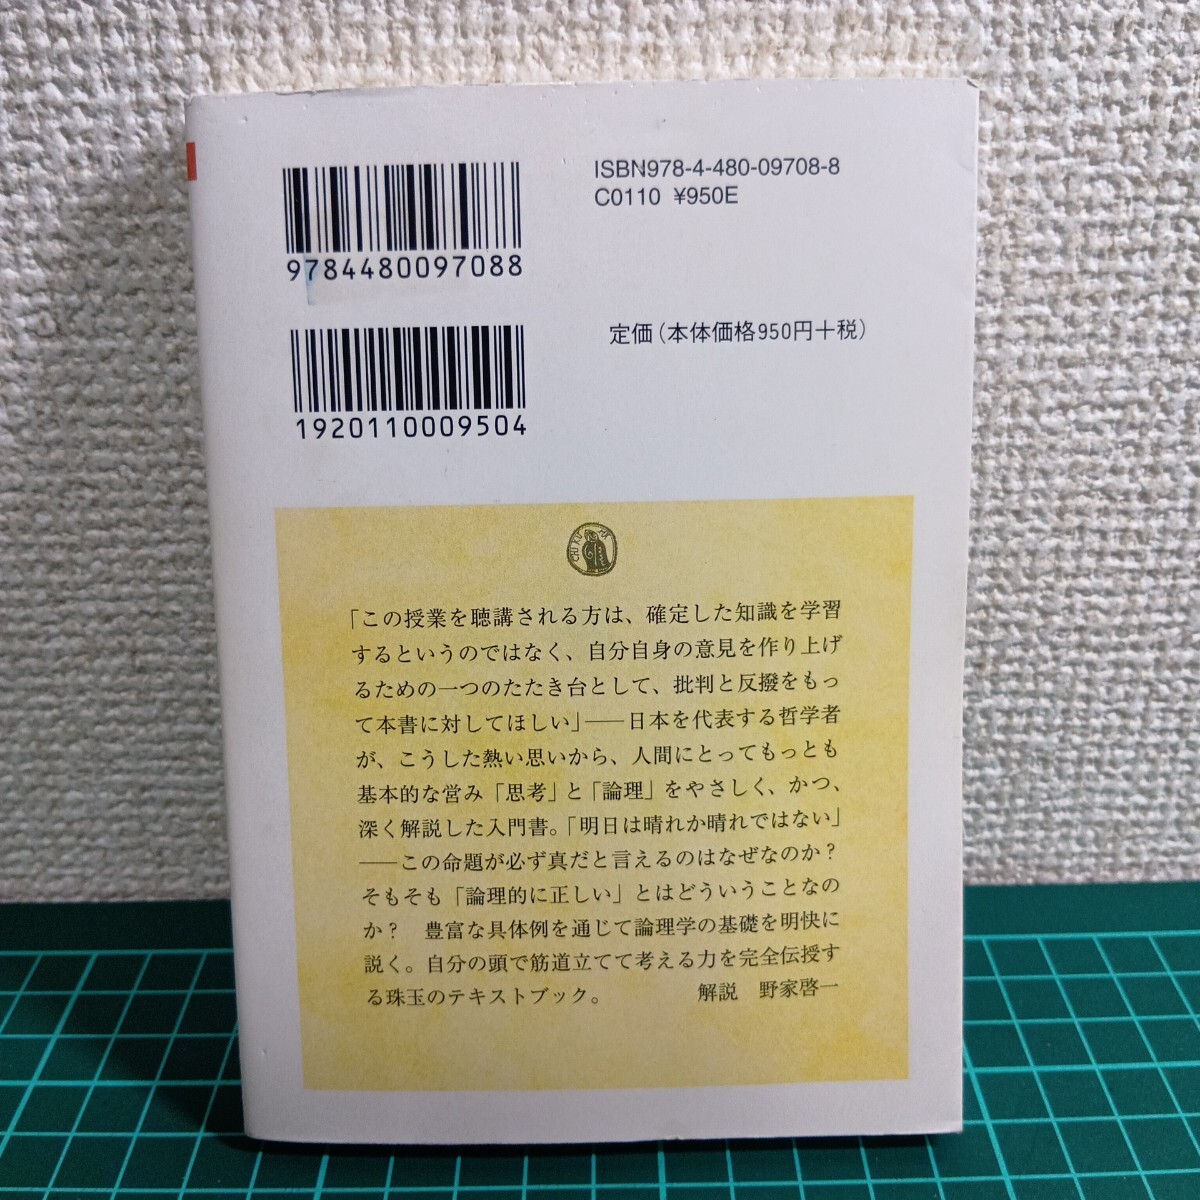 ISBN978-4-480-09708-8
C0110 ¥950E
9784480097088
定価(本体価格950円+税)
1920110009504
「この授業を聴講される方は、確定した知識を学習
するというのではなく、自分自身の意見を作り上げ
るための一つのたたき台として、批判と反撥をもっ
て本書に対してほしい」――日本を代表する哲学者
が、こうした熱い思いから、人間にとってもっとも
基本的な営み「思考」と「論理」をやさしく、かつ、
深く解説した入門書。「明日は晴れか晴れではない」
――この命題が必ず真だと言えるのはなぜなのか?
そもそも「論理的に正しい」とはどういうことなの
か?　豊富な具体例を通じて論理学の基礎を明快に
説く。自分の頭で筋道立てて考える力を完全伝授す
る珠玉のテキストブック。　　　解説　野家啓一